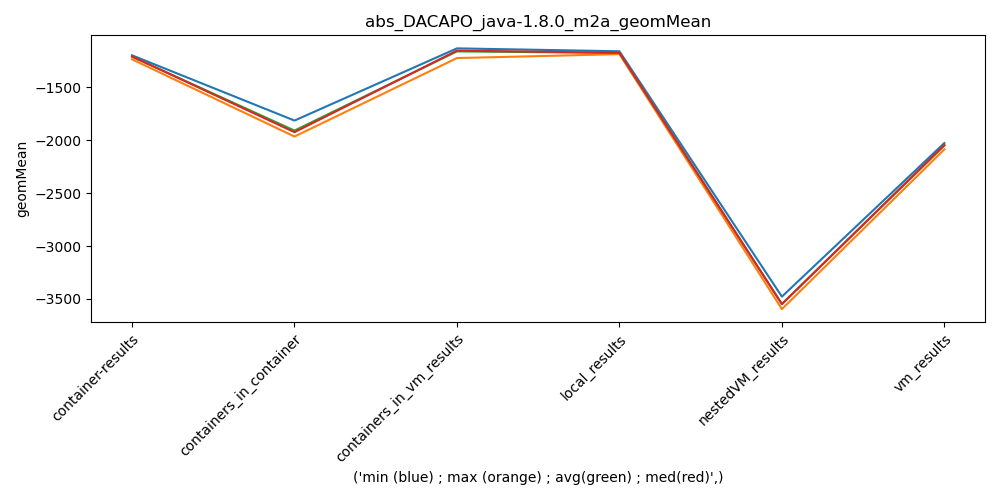 abs_DACAPO_java-1.8.0_m2a_geomMean
geomMean
−1500
−2000
−2500
−3000
−3500
container-results
containers_in_container
containers_in_vm_results
local_results
nestedVM_results
vm_results
('min (blue) ; max (orange) ; avg(green) ; med(red)',)